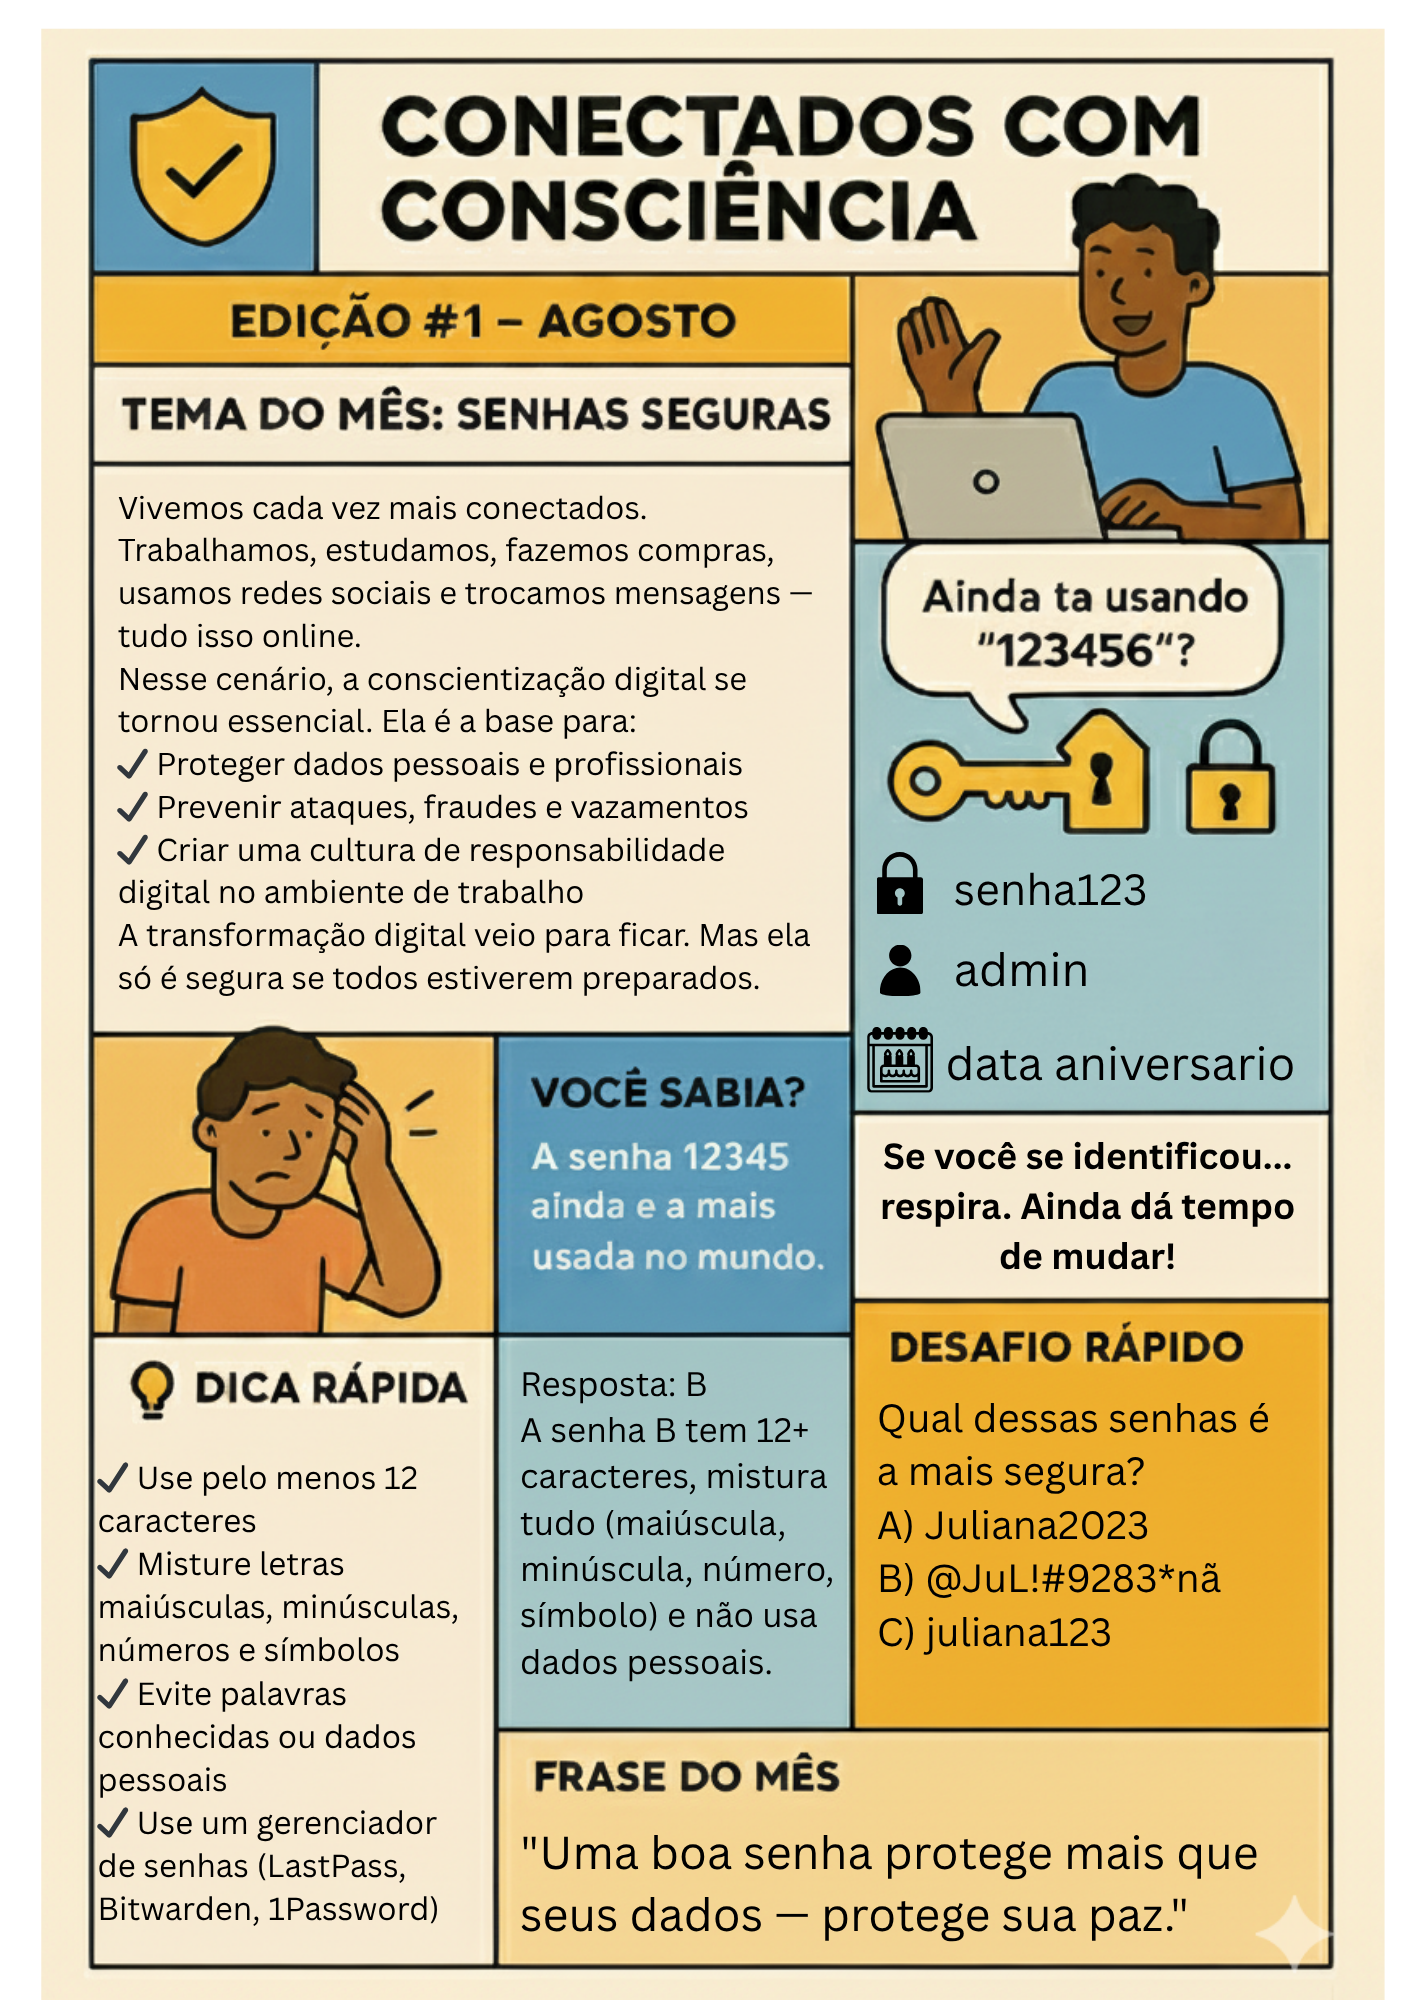 CONECTADOS COM
CONSCIÊNCIA
EDIÇÃO #1 – AGOSTO
TEMA DO MÊS: SENHAS SEGURAS
Vivemos cada vez mais conectados.
Trabalhamos, estudamos, fazemos compras,
usamos redes sociais e trocamos mensagens —
tudo isso online.
Nesse cenário, a conscientização digital se
tornou essencial. Ela é a base para:
✓ Proteger dados pessoais e profissionais
✓ Prevenir ataques, fraudes e vazamentos
✓ Criar uma cultura de responsabilidade
digital no ambiente de trabalho
A transformação digital veio para ficar. Mas ela
só é segura se todos estiverem preparados.
Ainda ta usando
“123456“?
senha123
admin
data aniversario
Se você se identificou...
respira. Ainda dá tempo
de mudar!
VOCÊ SABIA?
A senha 12345
ainda e a mais
usada no mundo.
DESAFIO RÁPIDO
Qual dessas senhas é
a mais segura?
A) Juliana2023
B) @JuL!#9283*nã
C) juliana123
Resposta: B
A senha B tem 12+
caracteres, mistura
tudo (maiúscula,
minúscula, número,
símbolo) e não usa
dados pessoais.
DICA RÁPIDA
✓ Use pelo menos 12
caracteres
✓ Misture letras
maiúsculas, minúsculas,
números e símbolos
✓ Evite palavras
conhecidas ou dados
pessoais
✓ Use um gerenciador
de senhas (LastPass,
Bitwarden, 1Password)
FRASE DO MÊS
"Uma boa senha protege mais que
seus dados — protege sua paz."